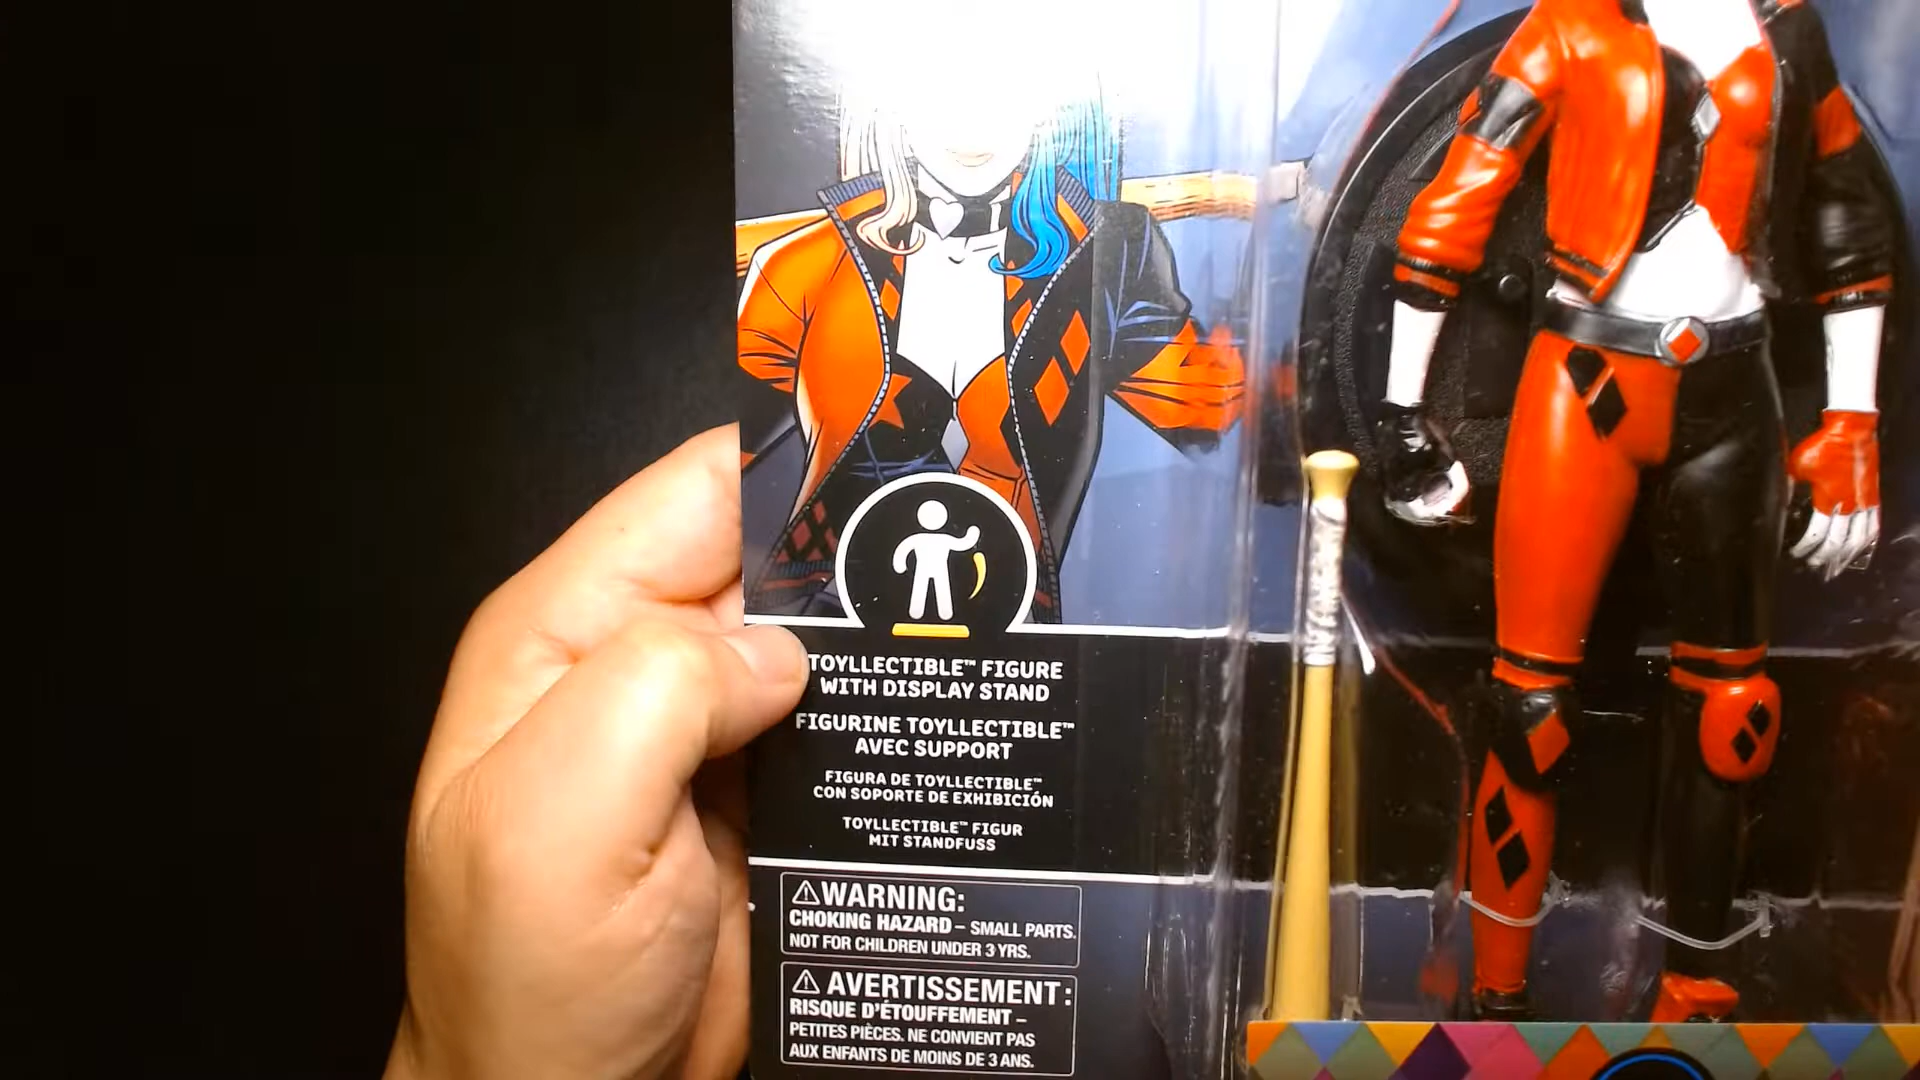 TOYLLECTIBLE™ FIGURE
WITH DISPLAY STAND
FIGURINE TOYLLECTIBLE™
AVEC SUPPORT
FIGURA DE TOYLLECTIBLE™
CON SOPORTE DE EXHIBICIÓN
TOYLLECTIBLE™ FIGUR
MIT STANDFUSS
⚠WARNING:
CHOKING HAZARD – SMALL PARTS.
NOT FOR CHILDREN UNDER 3 YRS.
⚠ AVERTISSEMENT :
RISQUE D'ÉTOUFFEMENT –
PETITES PIÈCES. NE CONVIENT PAS
AUX ENFANTS DE MOINS DE 3 ANS.